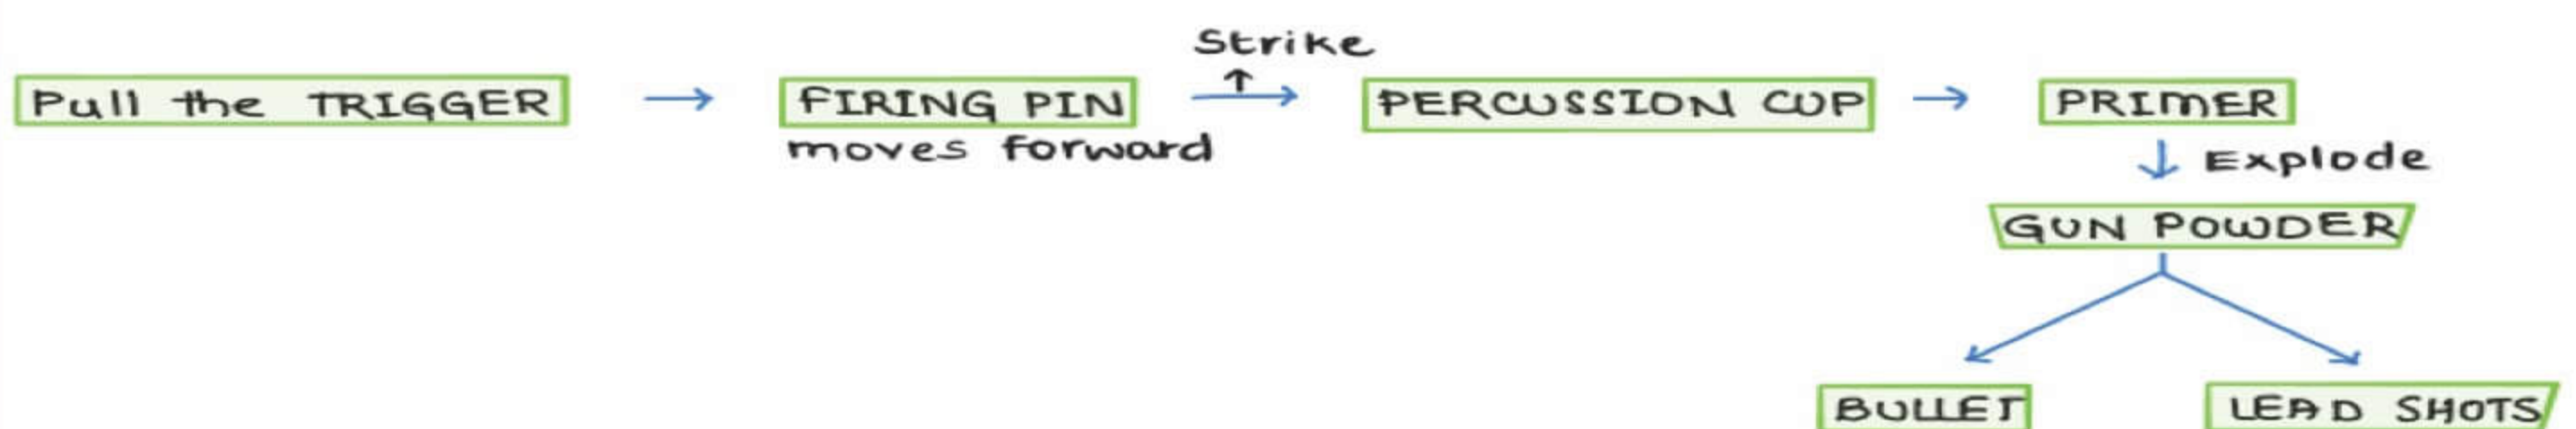 Strike
Pull the TRIGGER → FIRING PIN → PERCUSSION CUP → PRIMER
moves forward
↓ Explode
GUN POWDER
BULLET LEAD SHOTS